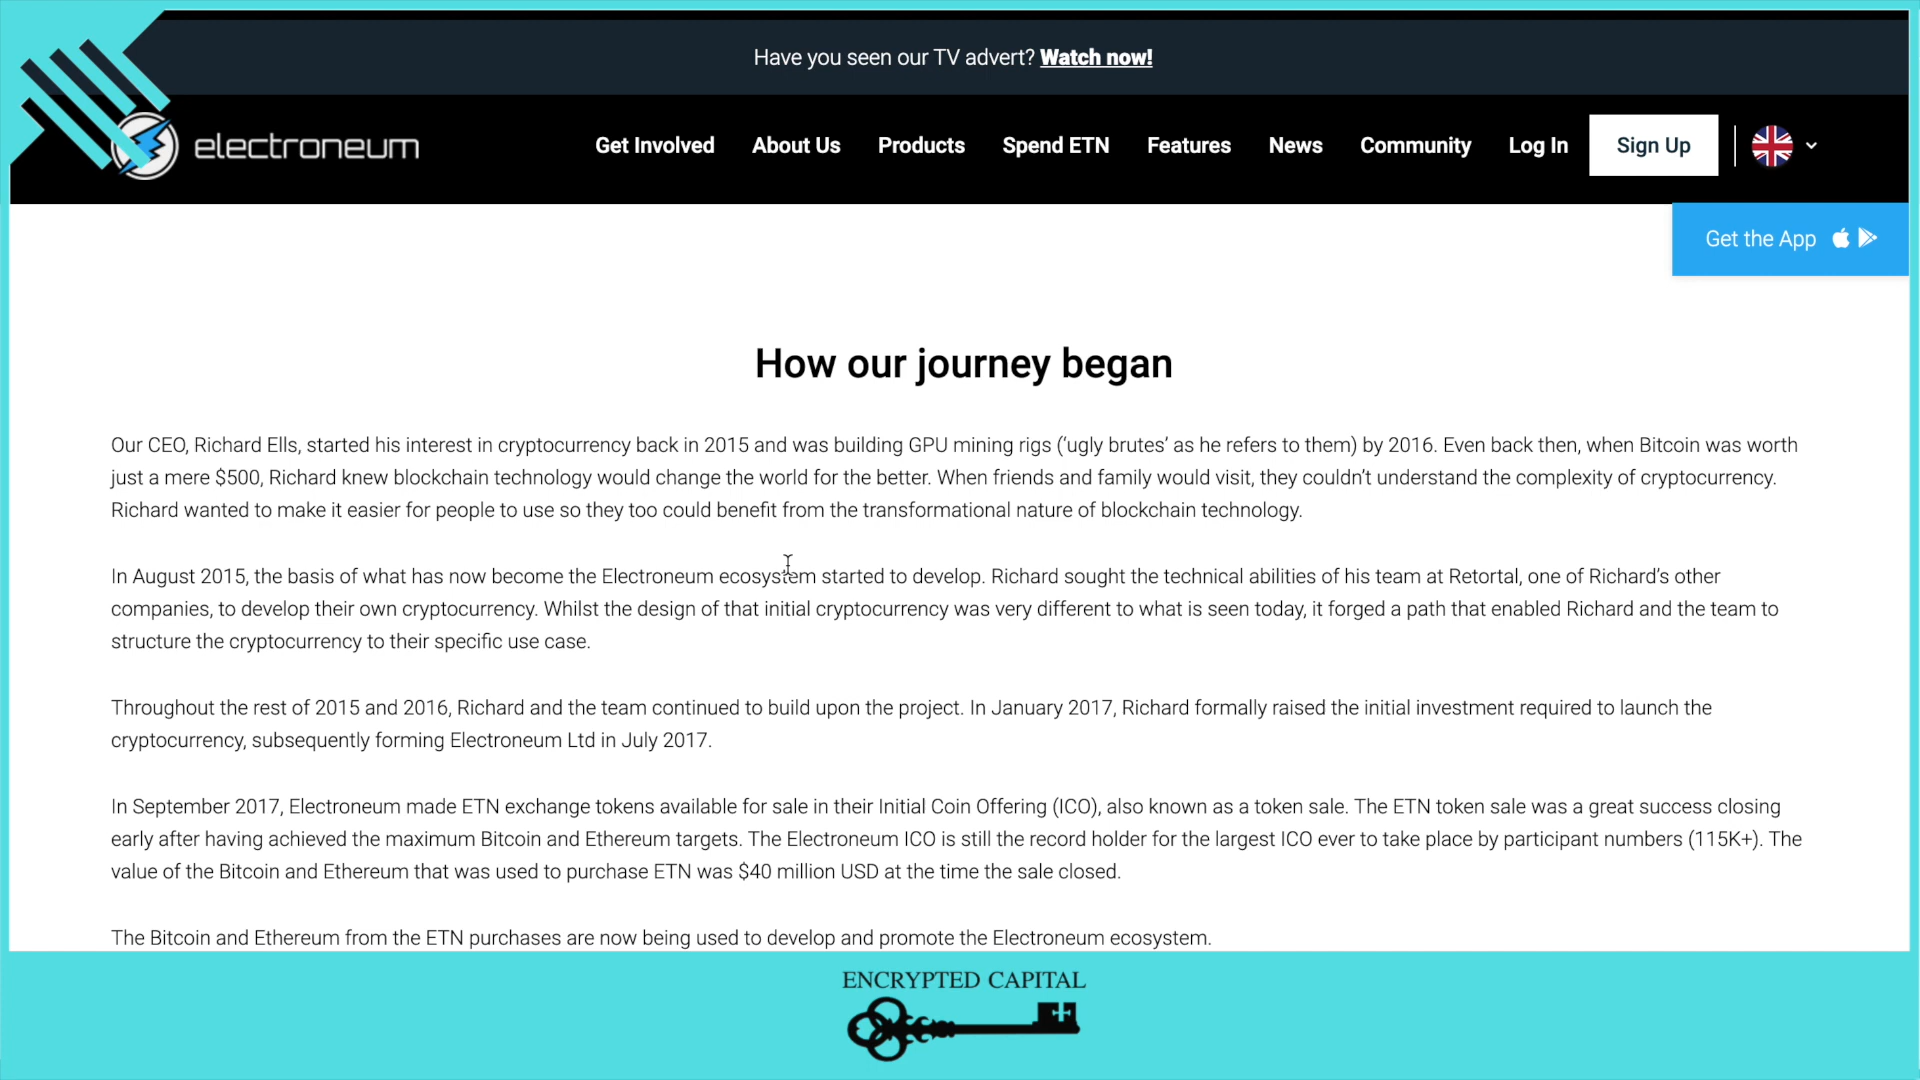 Have you seen our TV advert? Watch now!
electroneum
Get Involved About Us Products Spend ETN Features News Community Log In Sign Up
Get the App
How our journey began
Our CEO, Richard Ells, started his interest in cryptocurrency back in 2015 and was building GPU mining rigs (‘ugly brutes’ as he refers to them) by 2016. Even back then, when Bitcoin was worth
just a mere $500, Richard knew blockchain technology would change the world for the better. When friends and family would visit, they couldn’t understand the complexity of cryptocurrency.
Richard wanted to make it easier for people to use so they too could benefit from the transformational nature of blockchain technology.
In August 2015, the basis of what has now become the Electroneum ecosystem started to develop. Richard sought the technical abilities of his team at Retortal, one of Richard’s other
companies, to develop their own cryptocurrency. Whilst the design of that initial cryptocurrency was very different to what is seen today, it forged a path that enabled Richard and the team to
structure the cryptocurrency to their specific use case.
Throughout the rest of 2015 and 2016, Richard and the team continued to build upon the project. In January 2017, Richard formally raised the initial investment required to launch the
cryptocurrency, subsequently forming Electroneum Ltd in July 2017.
In September 2017, Electroneum made ETN exchange tokens available for sale in their Initial Coin Offering (ICO), also known as a token sale. The ETN token sale was a great success closing
early after having achieved the maximum Bitcoin and Ethereum targets. The Electroneum ICO is still the record holder for the largest ICO ever to take place by participant numbers (115K+). The
value of the Bitcoin and Ethereum that was used to purchase ETN was $40 million USD at the time the sale closed.
The Bitcoin and Ethereum from the ETN purchases are now being used to develop and promote the Electroneum ecosystem.
ENCRYPTED CAPITAL